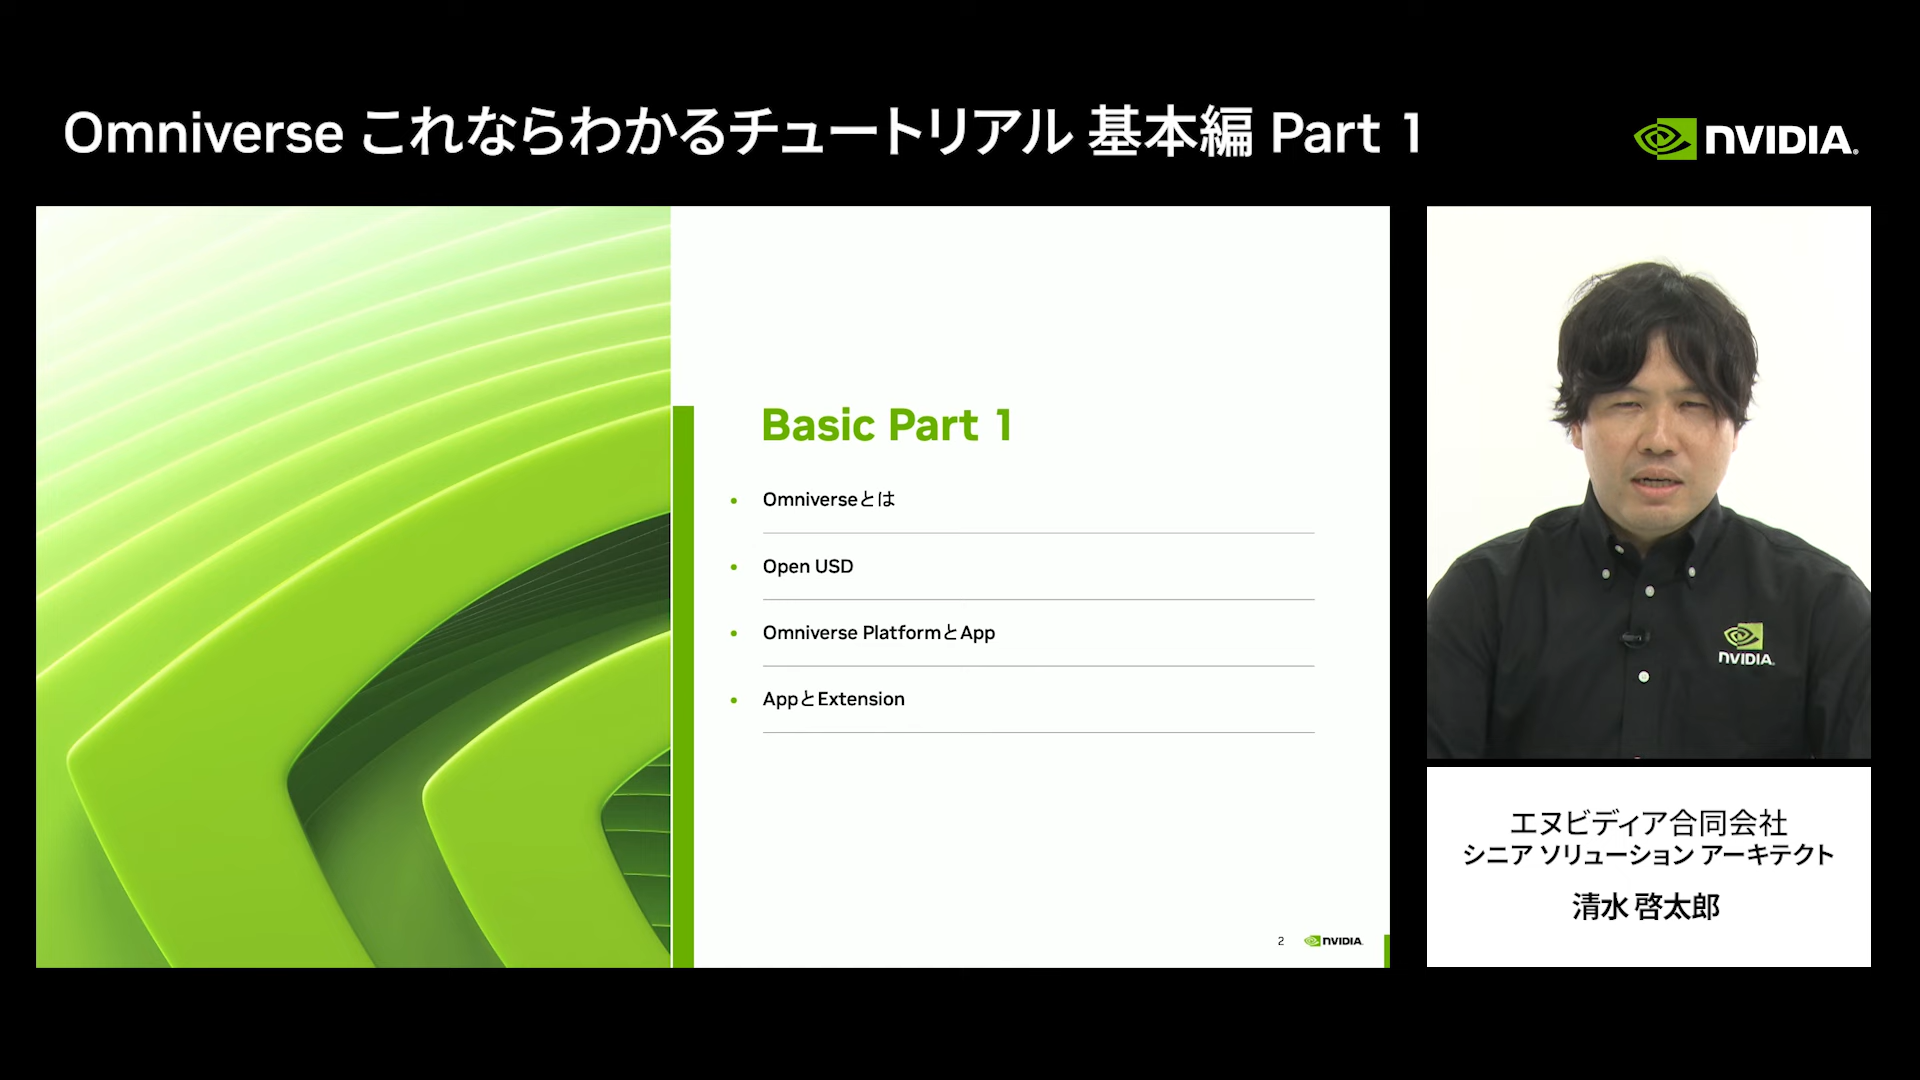 Omniverse これならわかるチュートリアル 基本編 Part 1
NVIDIA.
Basic Part 1
Omniverseとは
Open USD
Omniverse PlatformとApp
AppとExtension
2
NVIDIA.
NVIDIA.
エヌビディア合同会社
シニア ソリューション アーキテクト
清水 啓太郎